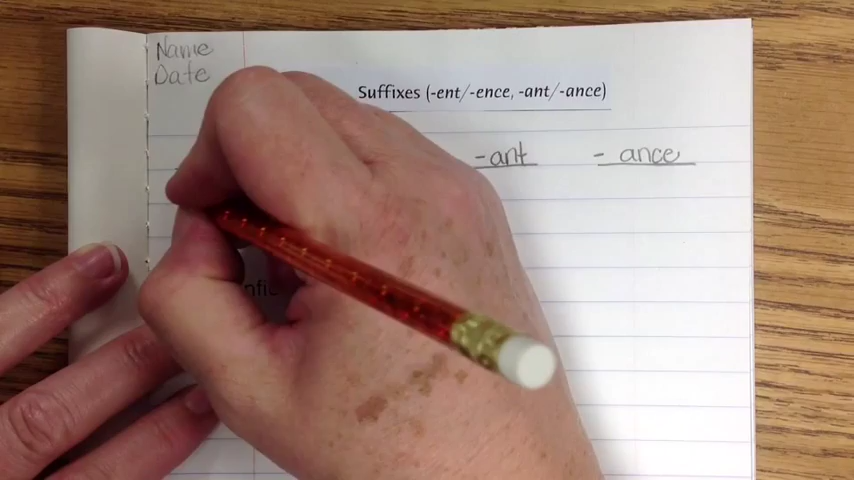 Name
Date
Suffixes (-ent/-ence, -ant/-ance)
-ant - ance